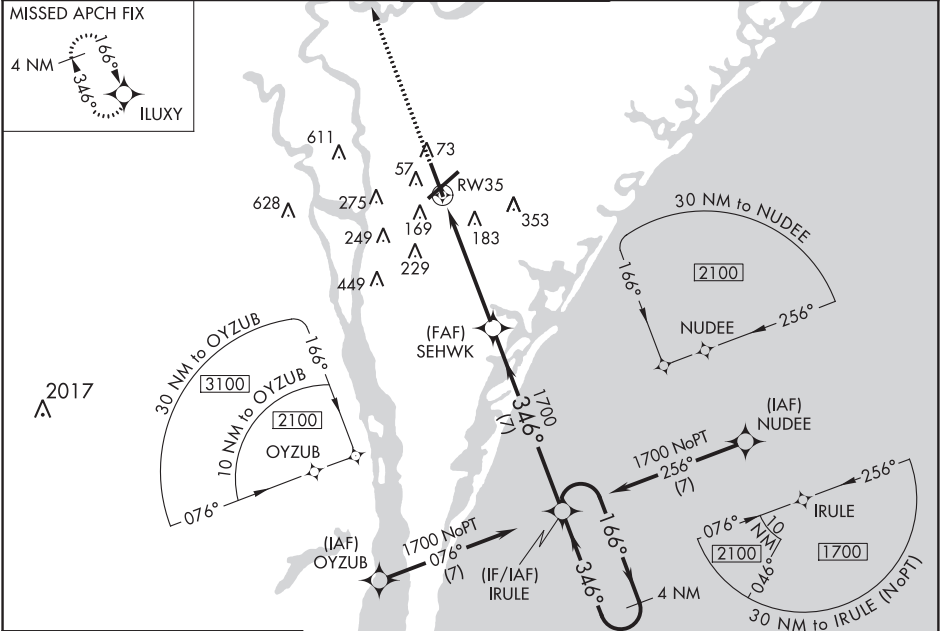 MISSED APCH FIX
4 NM
166°
346°
ILUXY
611
73
57
RW35
628
275
169
183
353
249
229
449
30 NM to NUDEE
2100
166°
256°
NUDEE
(FAF)
SEHWK
30 NM to OYZUB
3100
166°
10 NM to OYZUB
2100
OYZUB
076°
2017
1700
346°
(7)
(IAF)
NUDEE
1700 NoPT
256°
(7)
(IAF)
OYZUB
1700 NoPT
076°
(7)
(IF/IAF)
IRULE
166°
346°
4 NM
256°
IRULE
076°
10 NM
2100
046°
1700
30 NM to IRULE (NoPT)